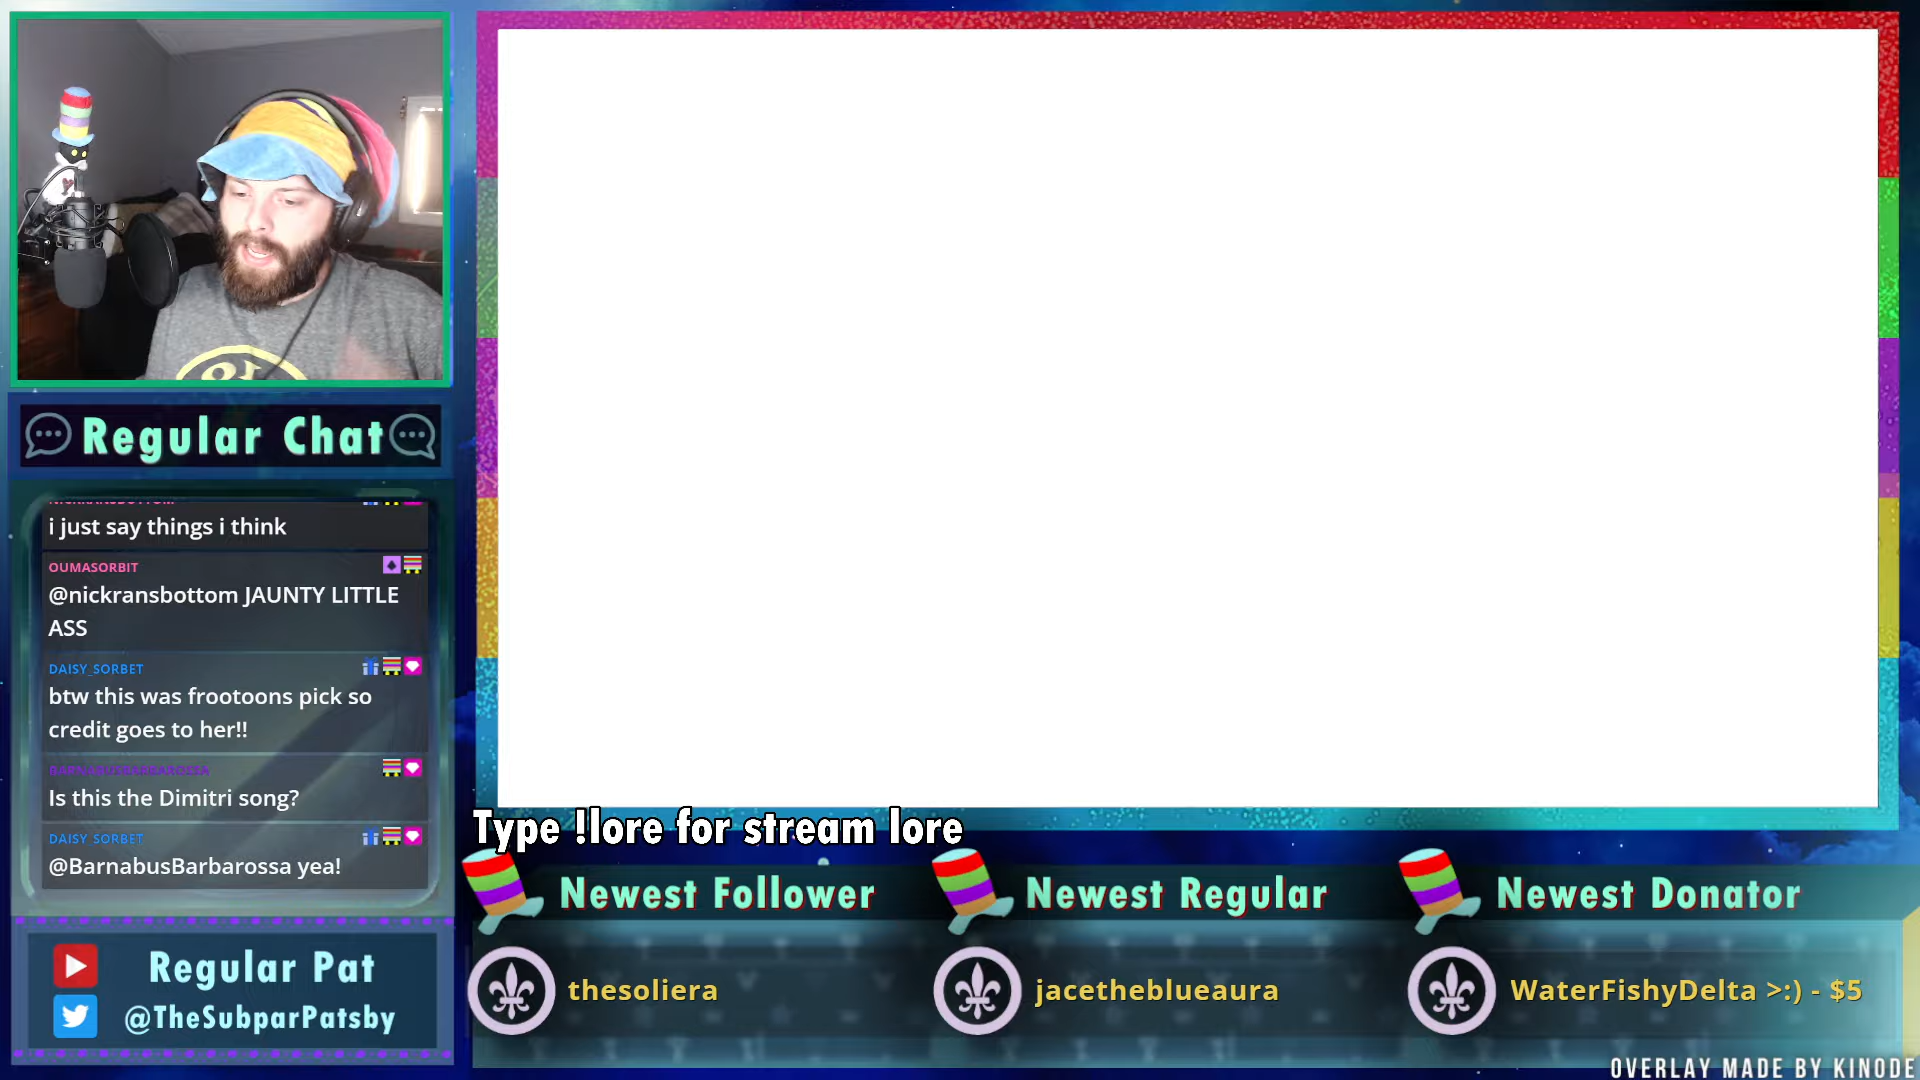 Regular Chat
i just say things i think
OUMASORBIT
@nickransbottom JAUNTY LITTLE
ASS
DAISY_SORBET
btw this was frootoons pick so
credit goes to her!!
BARNABUSBARBAROSSA
Is this the Dimitri song?
DAISY_SORBET
@BarnabusBarbarossa yea!
Regular Pat
@TheSubparPatsby
Type !lore for stream lore
Newest Follower
thesoliera
Newest Regular
jacetheblueaura
Newest Donator
WaterFishyDelta >:) - $5
OVERLAY MADE BY KINODE